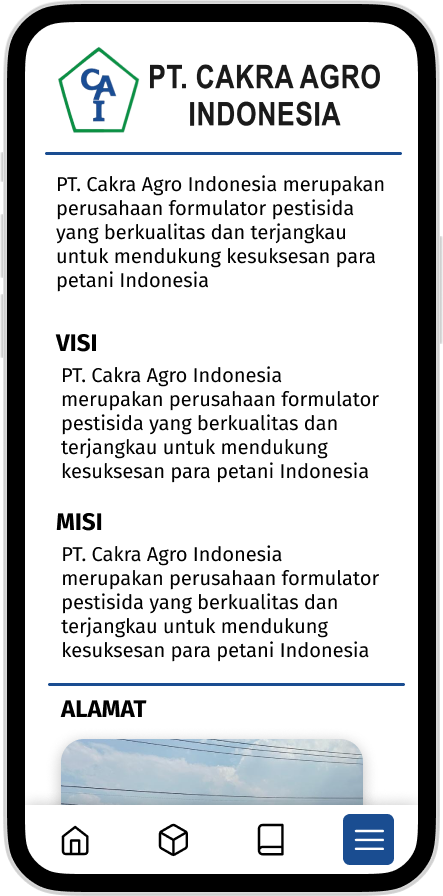 CAI
PT. CAKRA AGRO
INDONESIA
PT. Cakra Agro Indonesia merupakan
perusahaan formulator pestisida
yang berkualitas dan terjangkau
untuk mendukung kesuksesan para
petani Indonesia
VISI
PT. Cakra Agro Indonesia
merupakan perusahaan formulator
pestisida yang berkualitas dan
terjangkau untuk mendukung
kesuksesan para petani Indonesia
MISI
PT. Cakra Agro Indonesia
merupakan perusahaan formulator
pestisida yang berkualitas dan
terjangkau untuk mendukung
kesuksesan para petani Indonesia
ALAMAT